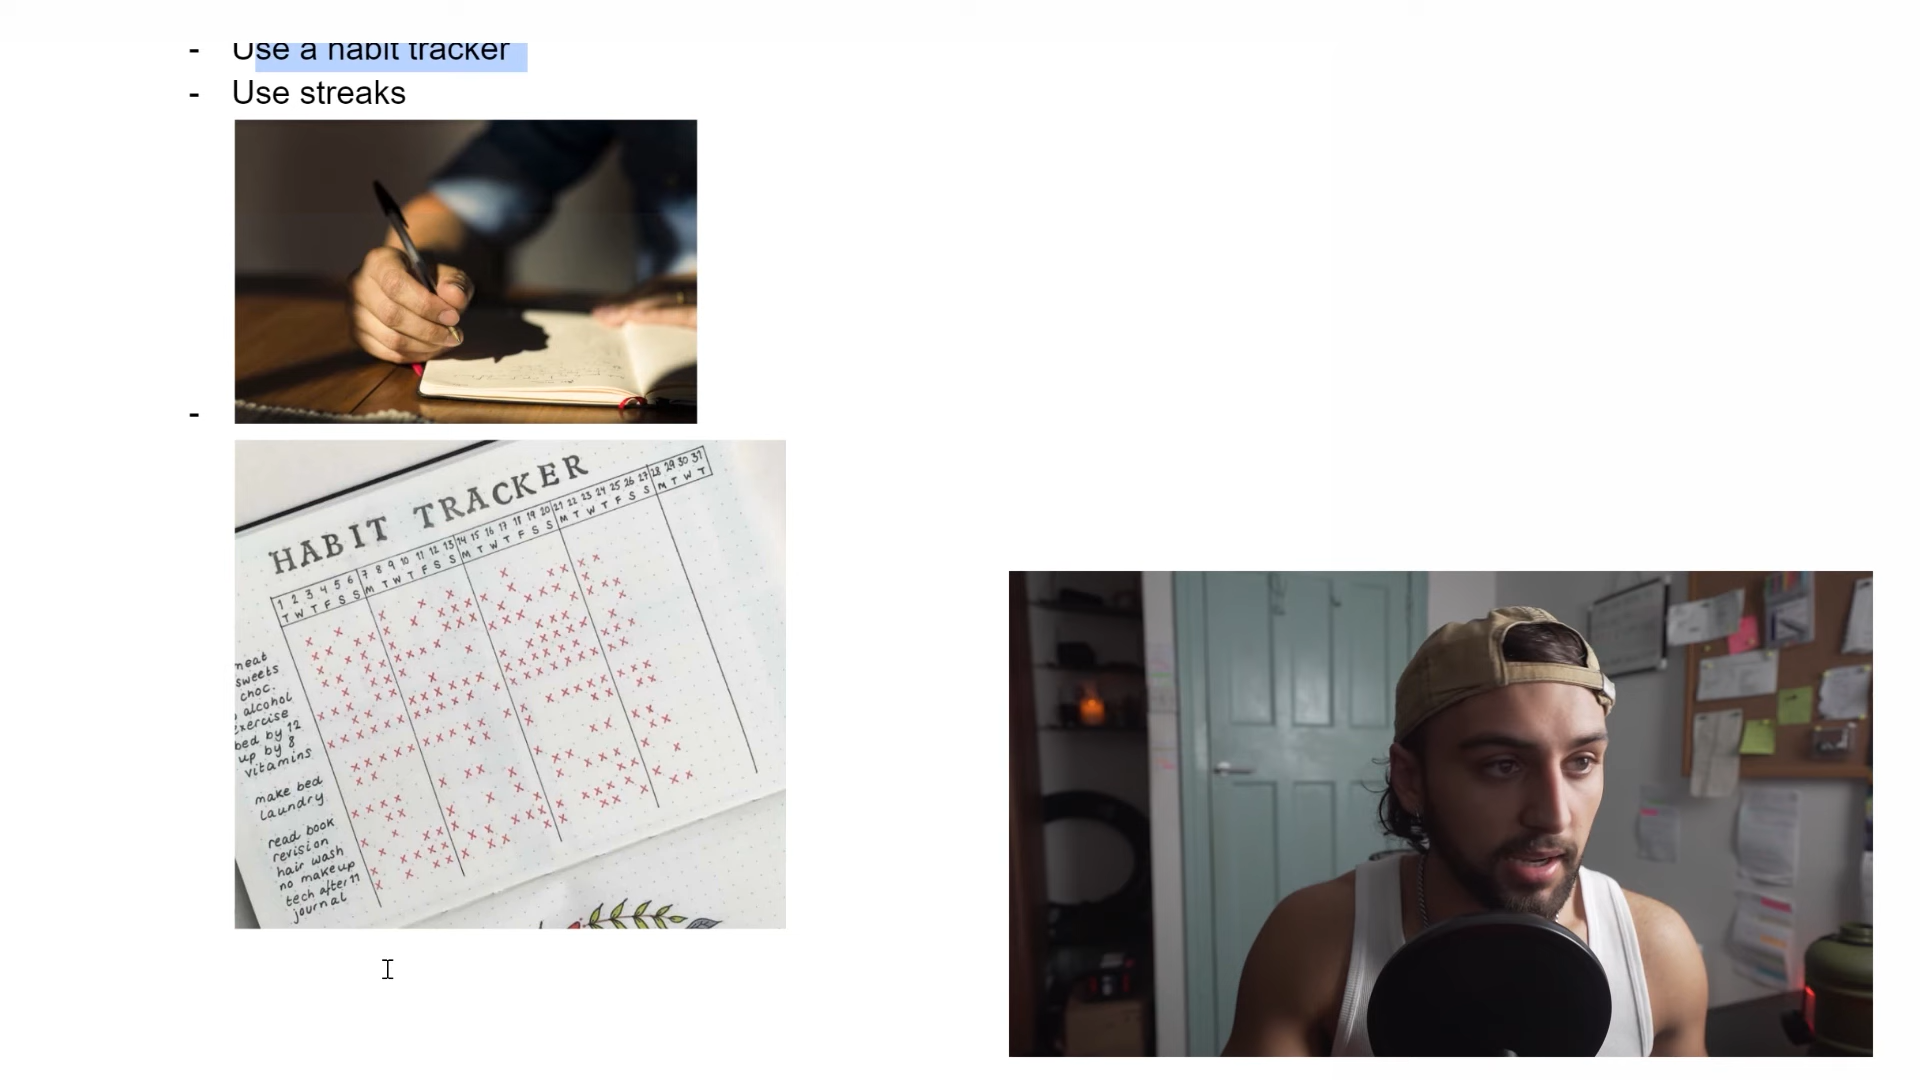 - Use a habit tracker
- Use streaks
-
HABIT TRACKER
1 2 3 4 5 6 7 8 9 10 11 12 13 14 15 16 17 18 19 20 21 22 23 24 25 26 27 28 29 30 31
T W T F S S M T W T F S S M T W T F S S M T W T F S S M T W T
meat
sweets
choc.
alcohol
exercise
bed by 12
up by 8
vitamins
make bed
laundry
read book
revision
hair wash
no makeup
tech after 11
journal